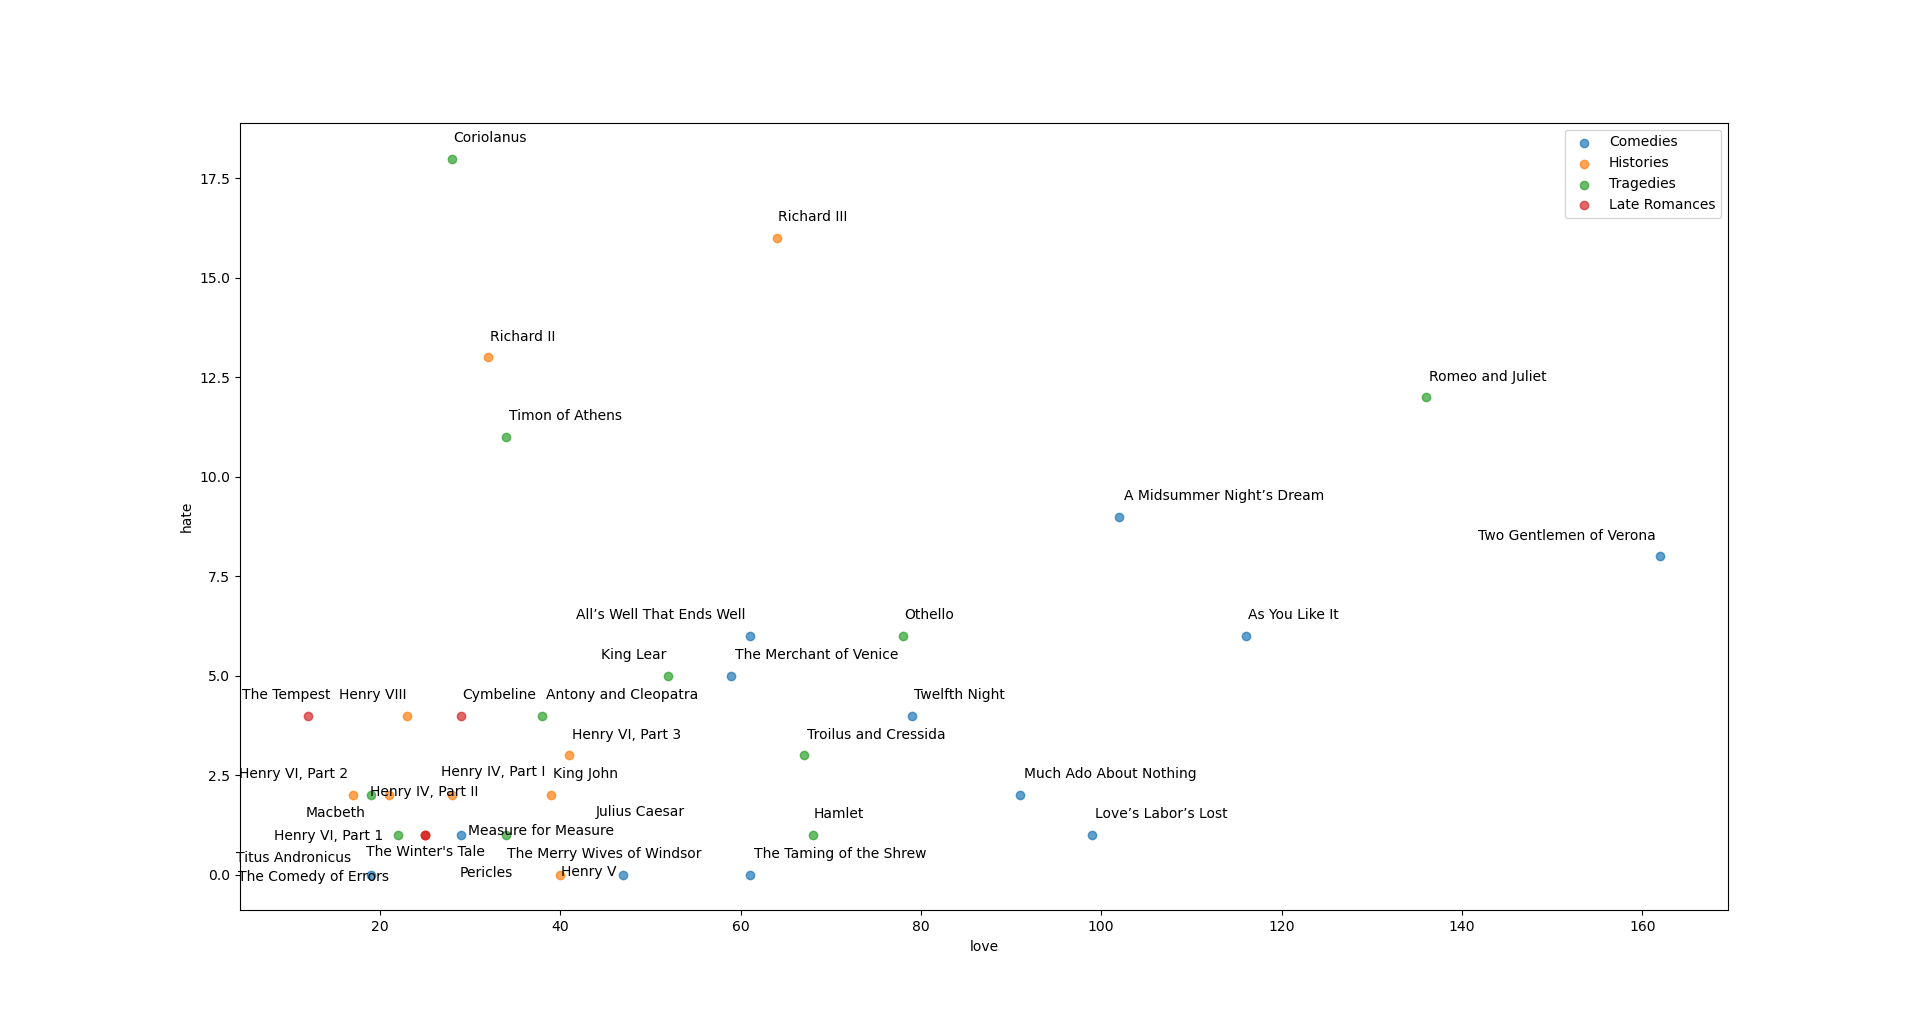 Coriolanus
Comedies
Histories
Tragedies
Late Romances
17.5
Richard III
15.0
Richard II
12.5
Romeo and Juliet
Timon of Athens
10.0
A Midsummer Night’s Dream
hate
Two Gentlemen of Verona
7.5
All’s Well That Ends Well
Othello
As You Like It
King Lear
The Merchant of Venice
5.0
The Tempest
Henry VIII
Cymbeline
Antony and Cleopatra
Twelfth Night
Henry VI, Part 3
Troilus and Cressida
2.5
Henry VI, Part 2
Henry IV, Part I
King John
Much Ado About Nothing
Henry IV, Part II
Macbeth
Julius Caesar
Hamlet
Love’s Labor’s Lost
Henry VI, Part 1
Measure for Measure
Titus Andronicus
The Winter's Tale
The Merry Wives of Windsor
The Taming of the Shrew
0.0
The Comedy of Errors
Pericles
Henry V
20
40
60
80
100
120
140
160
love